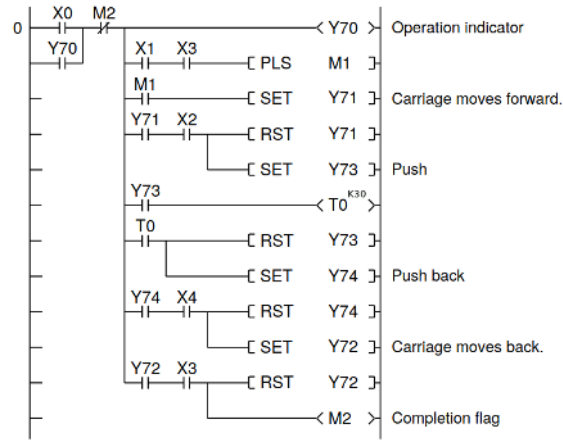 X0 M2
0 Y70 Operation indicator
Y70 X1 X3
PLS M1
M1
SET Y71 Carriage moves forward.
Y71 X2
RST Y71
SET Y73 Push
Y73
T0 K30
T0
RST Y73
SET Y74 Push back
Y74 X4
RST Y74
SET Y72 Carriage moves back.
Y72 X3
RST Y72
M2 Completion flag